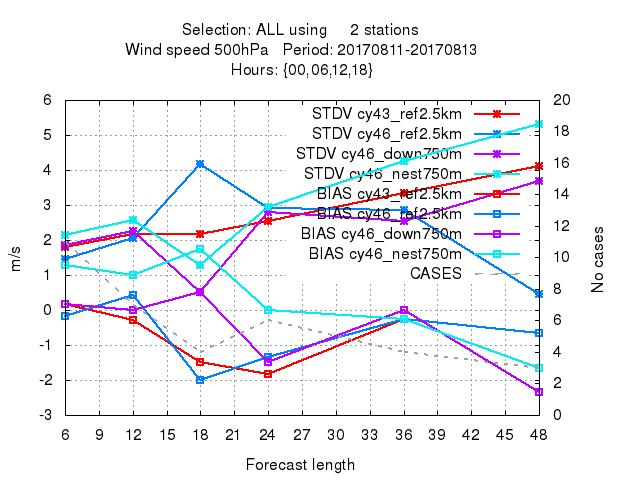 Selection: ALL using 2 stations
Wind speed 500hPa Period: 20170811-20170813
Hours: {00,06,12,18}
STDV cy43_ref2.5km
STDV cy46_ref2.5km
STDV cy46_down750m
STDV cy46_nest750m
BIAS cy43_ref2.5km
BIAS cy46_ref2.5km
BIAS cy46_down750m
BIAS cy46_nest750m
CASES
m/s
6
5
4
3
2
1
0
-1
-2
-3
No cases
20
18
16
14
12
10
8
6
4
2
0
6 9 12 15 18 21 24 27 30 33 36 39 42 45 48
Forecast length